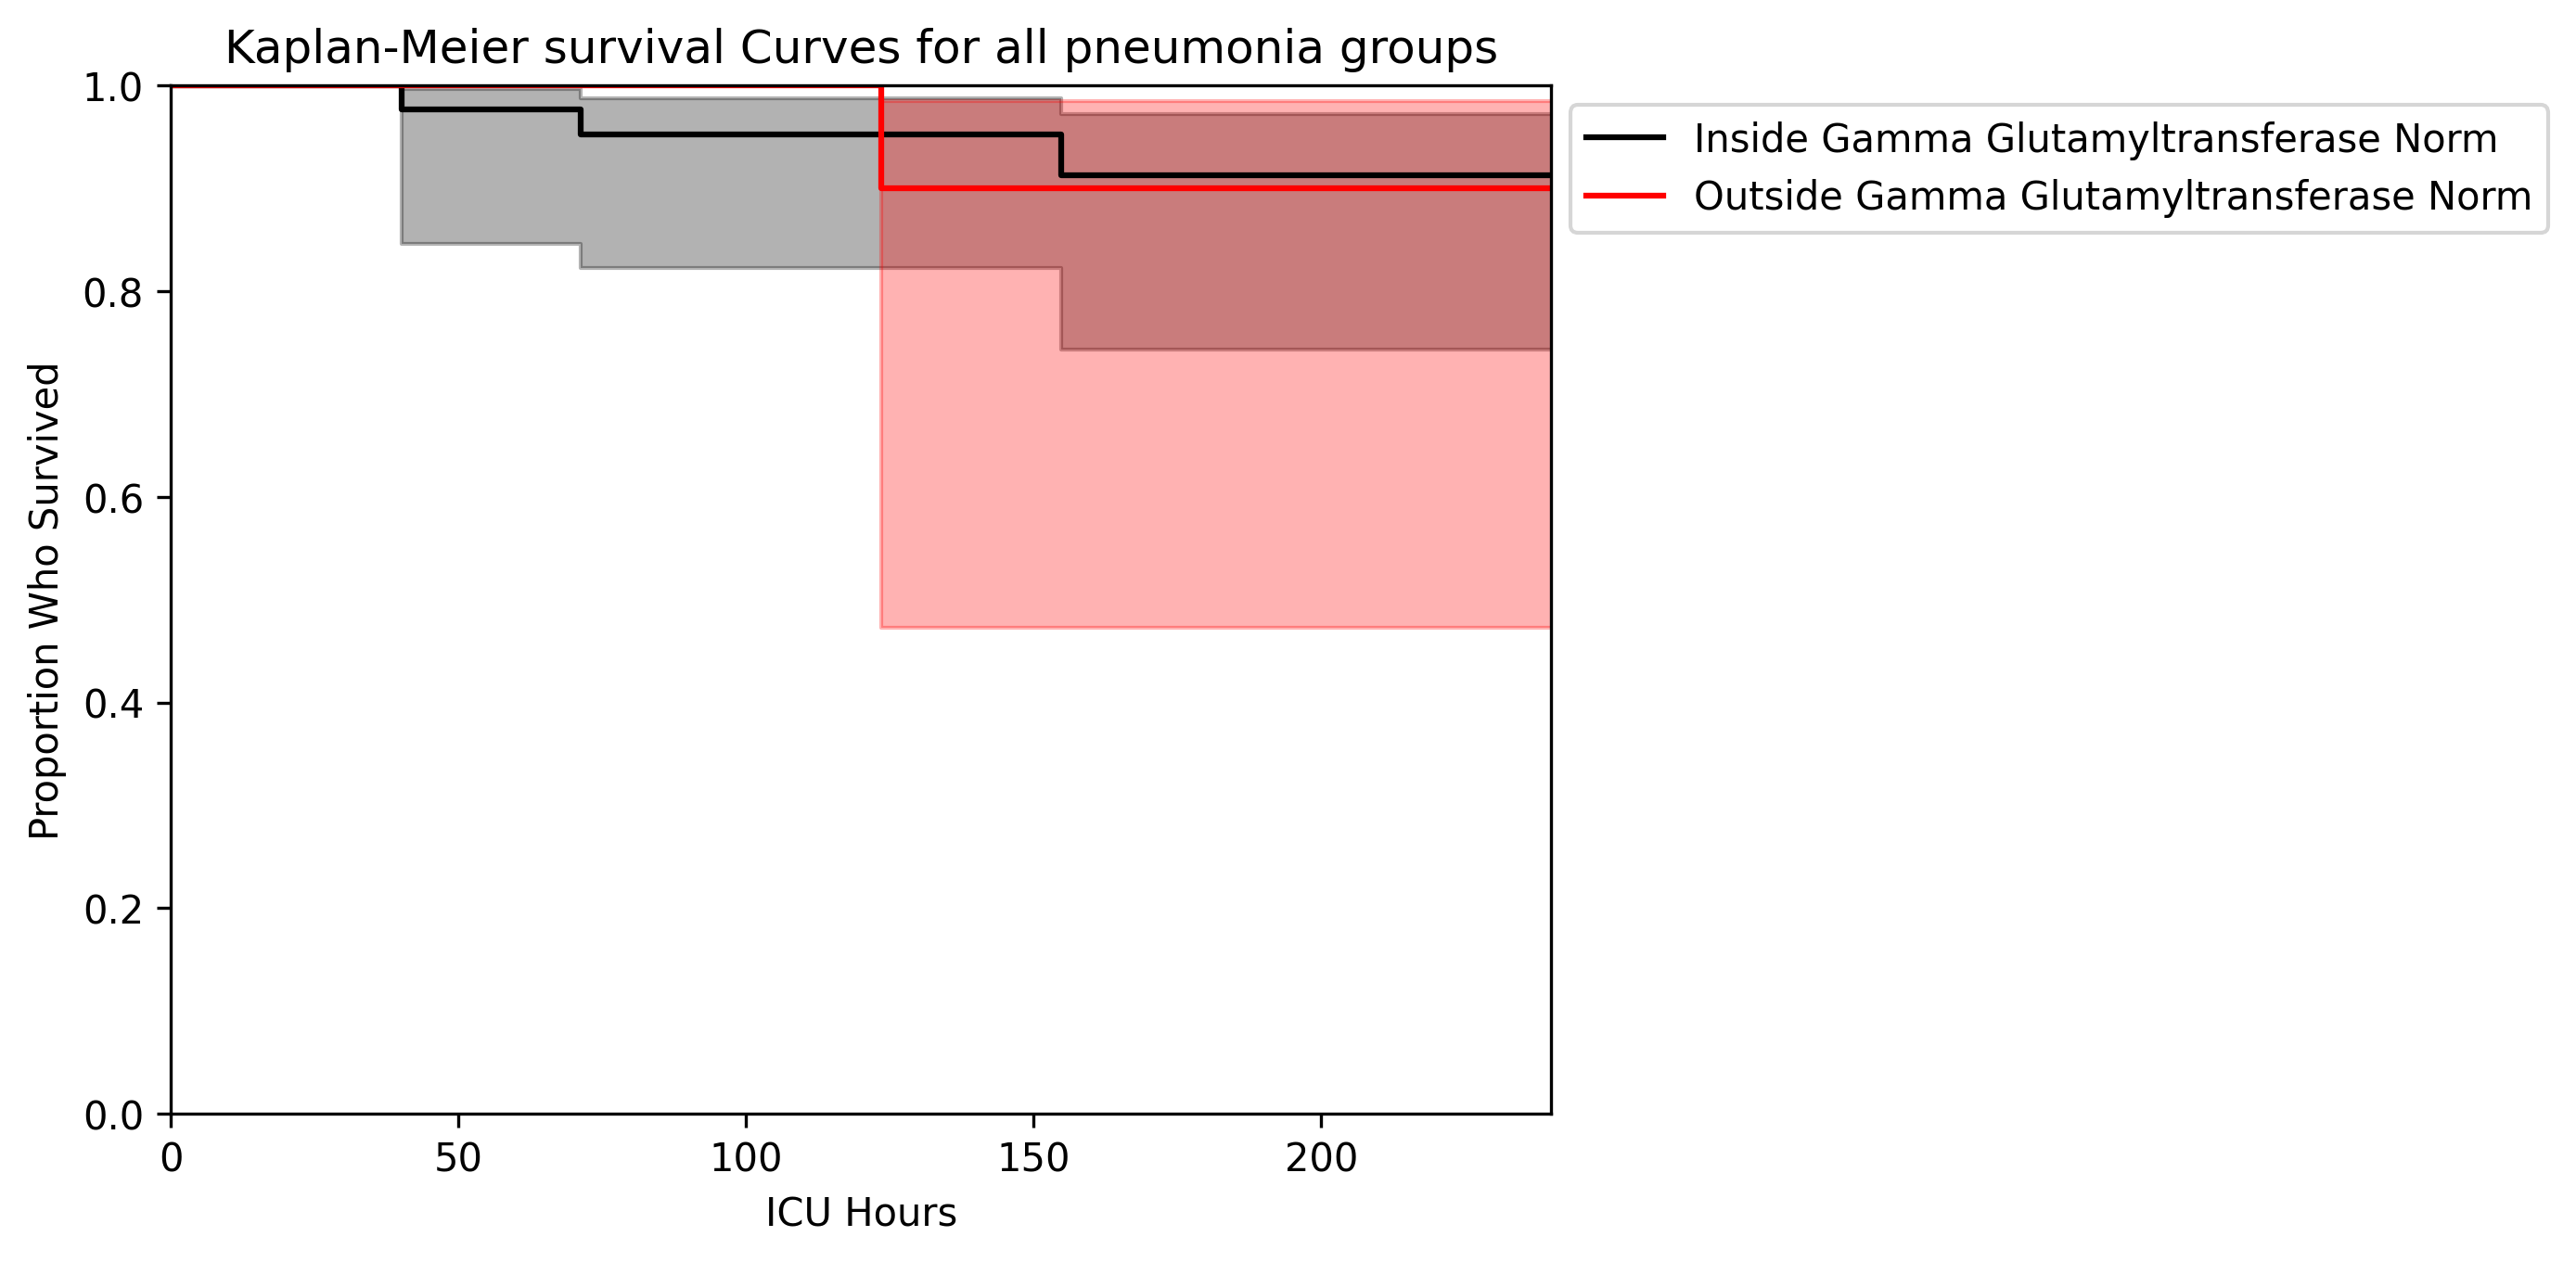 Kaplan-Meier survival Curves for all pneumonia groups
1.0
0.8
0.6
0.4
0.2
0.0
Proportion Who Survived
0 50 100 150 200
ICU Hours
Inside Gamma Glutamyltransferase Norm
Outside Gamma Glutamyltransferase Norm